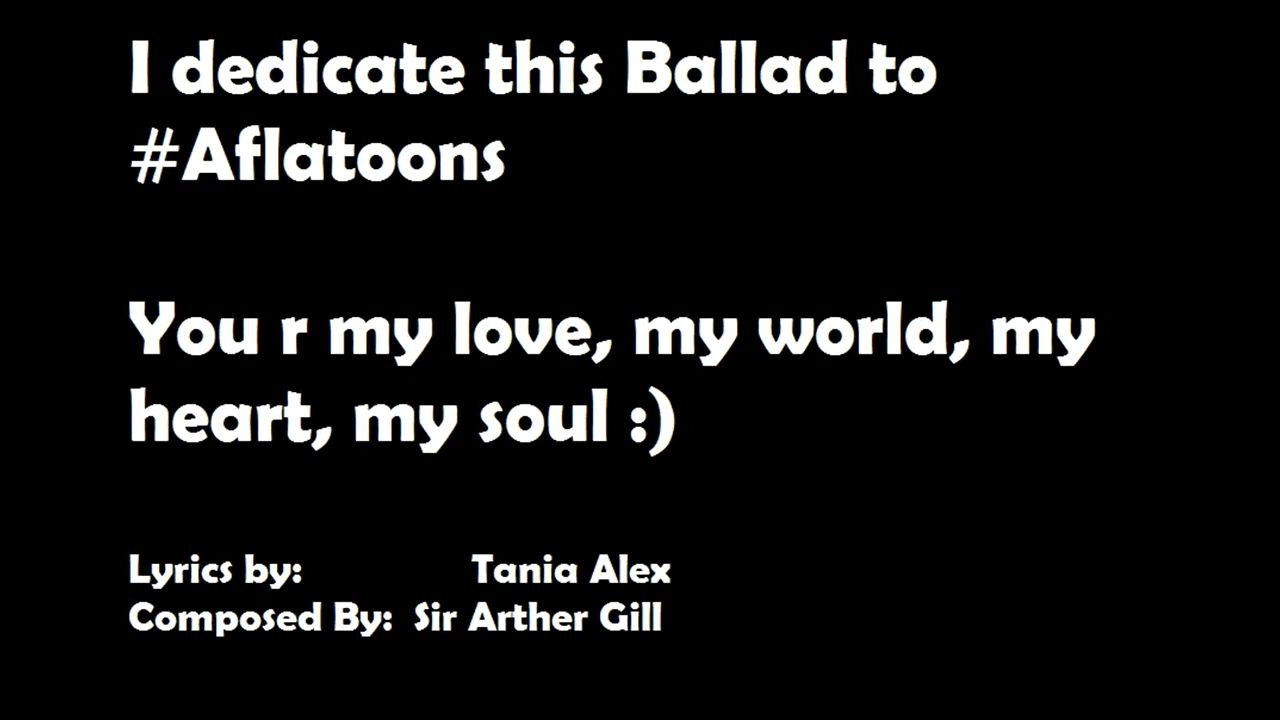 I dedicate this Ballad to
#Aflatoons
You r my love, my world, my
heart, my soul :)
Lyrics by: Tania Alex
Composed By: Sir Arther Gill